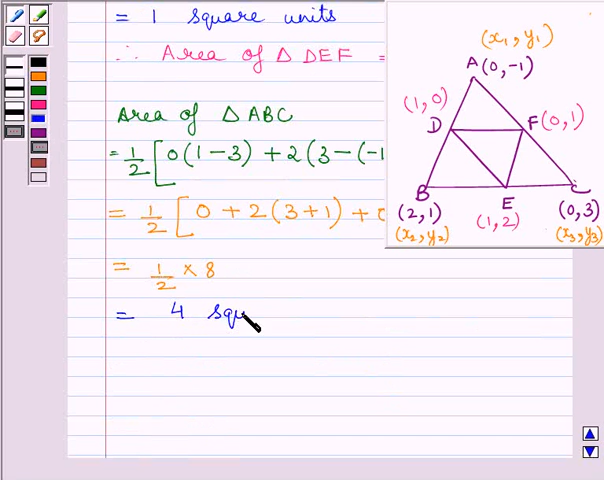 = 1 square units
∴ Area of △ DEF =
Area of △ ABC
= 1/2 [ 0(1-3) + 2(3-(-1
= 1/2 [ 0 + 2(3+1) + 0
= 1/2 × 8
= 4 squ
(x₁, y₁)
A (0, -1)
(1, 0)
D
F (0, 1)
B
E
C
(2, 1)
(1, 2)
(0, 3)
(x₂, y₂)
(x₃, y₃)